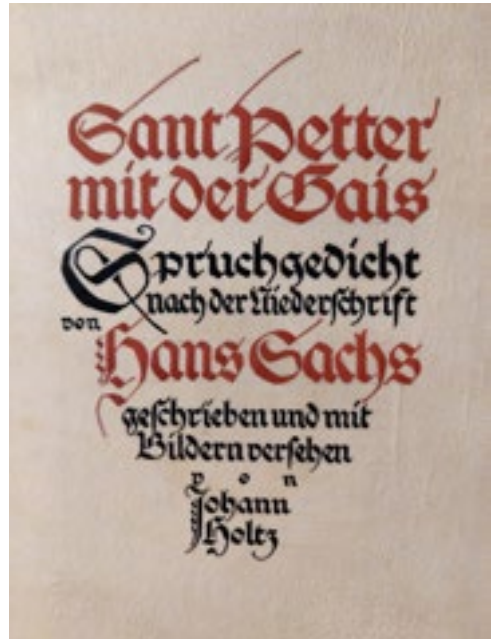 Sant Petter
mit der Gais
Spruchgedicht
nach der Niederschrift
von
Hans Sachs
geschrieben und mit
Bildern versehen
von
Johann
Holtz